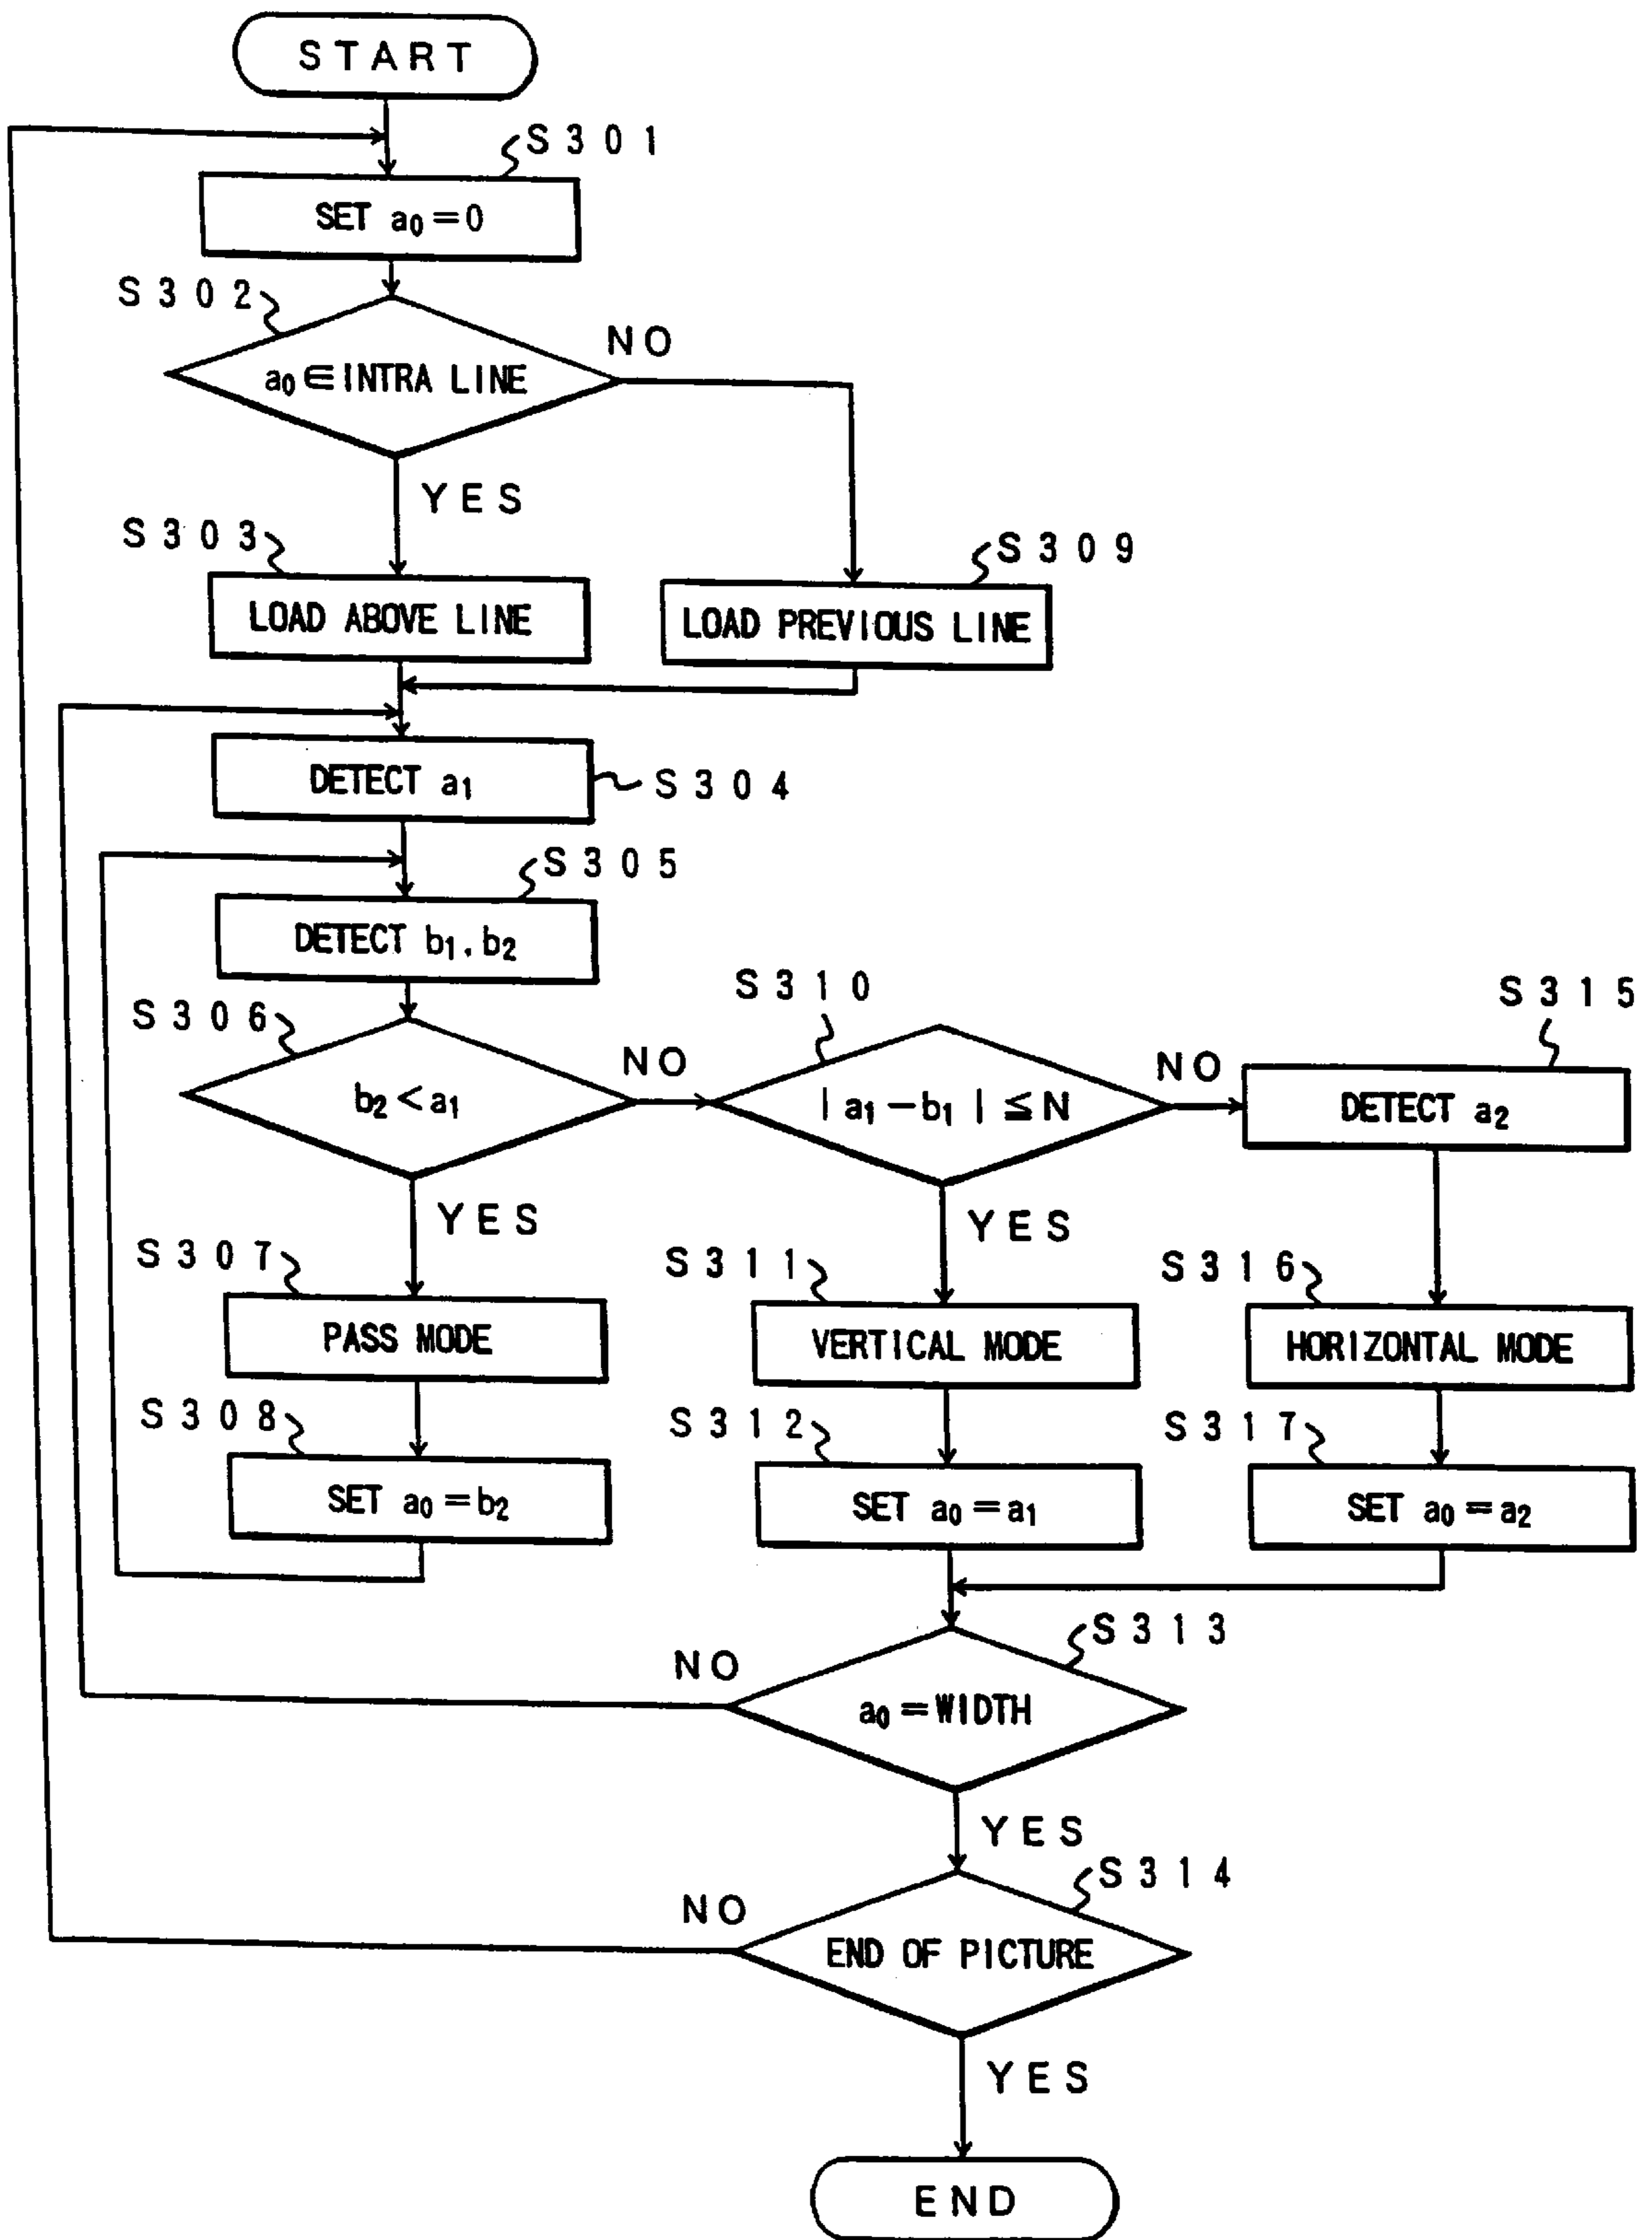 START
S301
SET a₀=0
S302
a₀∈INTRA LINE
NO
YES
S303
LOAD ABOVE LINE
S309
LOAD PREVIOUS LINE
DETECT a₁
S304
S305
DETECT b₁, b₂
S306
b₂<a₁
NO
S310
|a₁-b₁|≦N
NO
S315
DETECT a₂
YES
YES
S307
PASS MODE
S311
VERTICAL MODE
S316
HORIZONTAL MODE
S308
SET a₀=b₂
S312
SET a₀=a₁
S317
SET a₀=a₂
S313
NO
a₀=WIDTH
YES
S314
NO
END OF PICTURE
YES
END